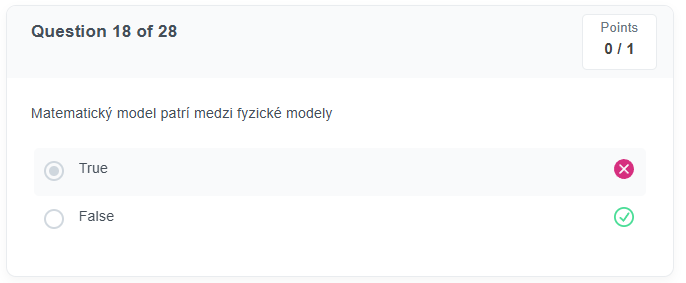 Question 18 of 28
Points
0 / 1
Matematický model patrí medzi fyzické modely
True
False